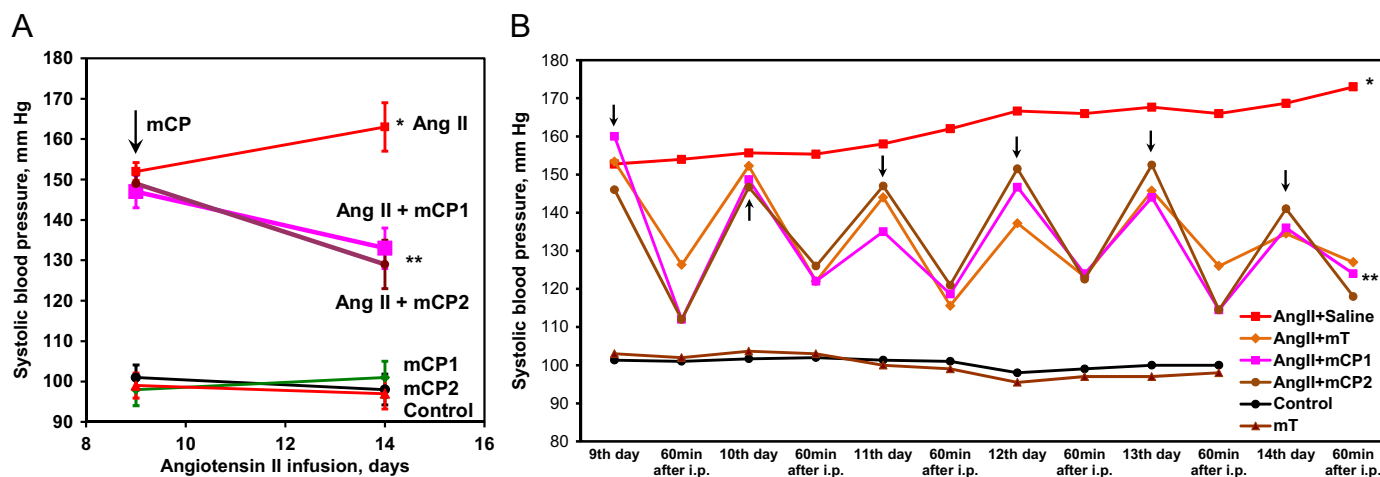 A
Systolic blood pressure, mm Hg
180
170
160
150
140
130
120
110
100
90
mCP
* Ang II
Ang II + mCP1
**
Ang II + mCP2
mCP1
mCP2
Control
8
10
12
14
16
Angiotensin II infusion, days
B
Systolic blood pressure, mm Hg
180
170
160
150
140
130
120
110
100
90
80
*
**
AngII+Saline
AngII+mT
AngII+mCP1
AngII+mCP2
Control
mT
9th day
60min
after i.p.
10th day
60min
after i.p.
11th day
60min
after i.p.
12th day
60min
after i.p.
13th day
60min
after i.p.
14th day
60min
after i.p.